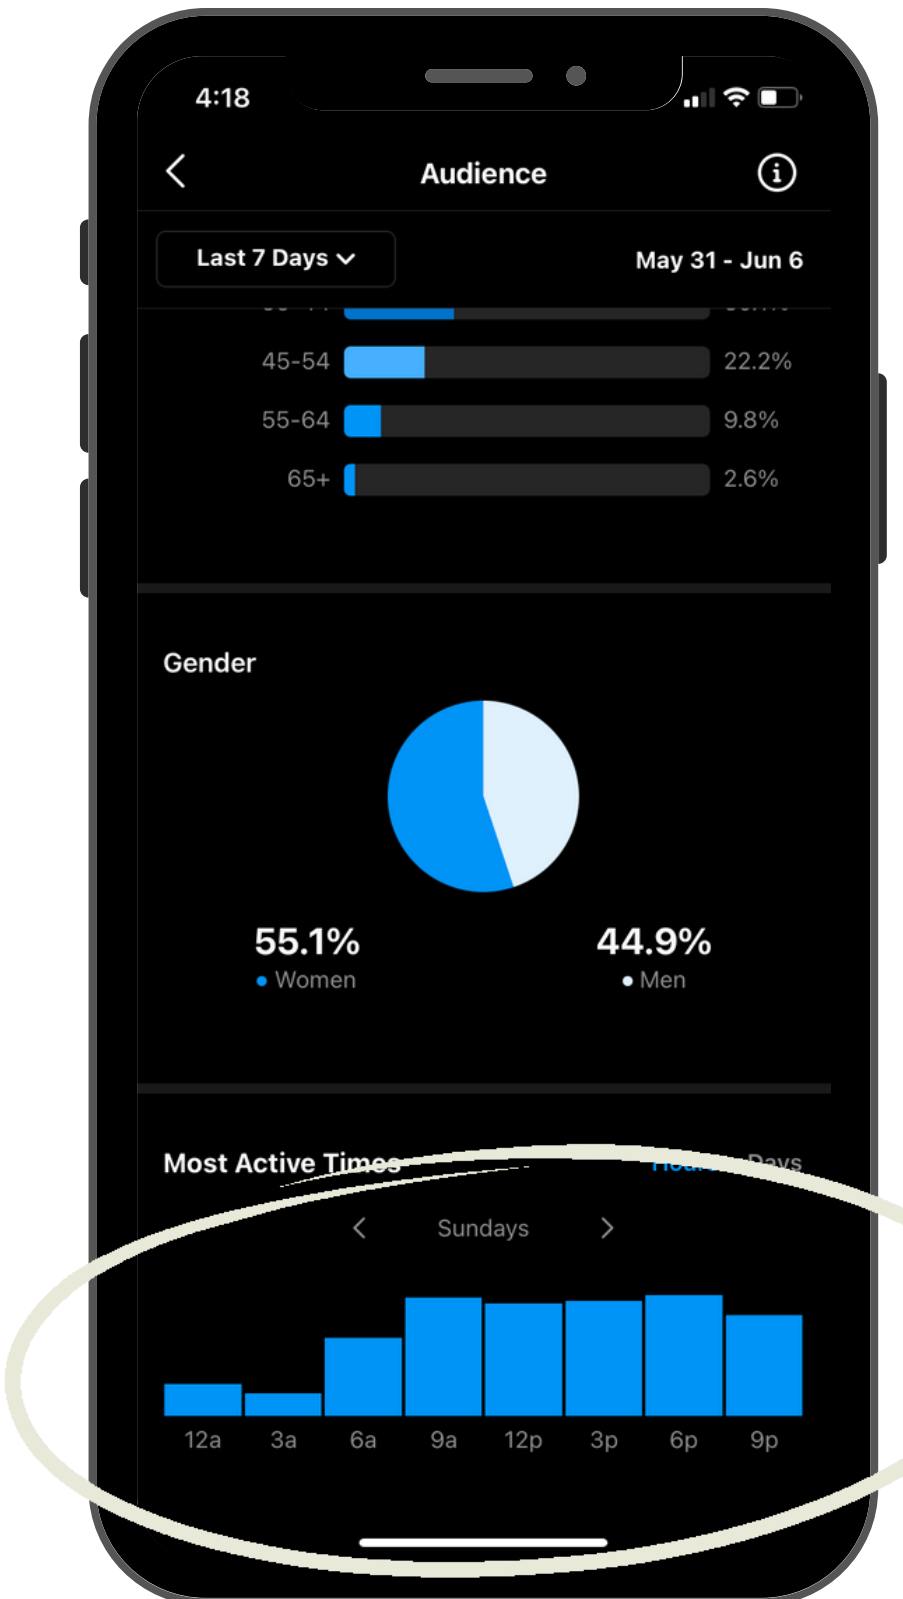 4:18
Audience
Last 7 Days
May 31 - Jun 6
45-54 22.2%
55-64 9.8%
65+ 2.6%
Gender
55.1% 44.9%
Women Men
Most Active Times Hours Days
Sundays
12a 3a 6a 9a 12p 3p 6p 9p